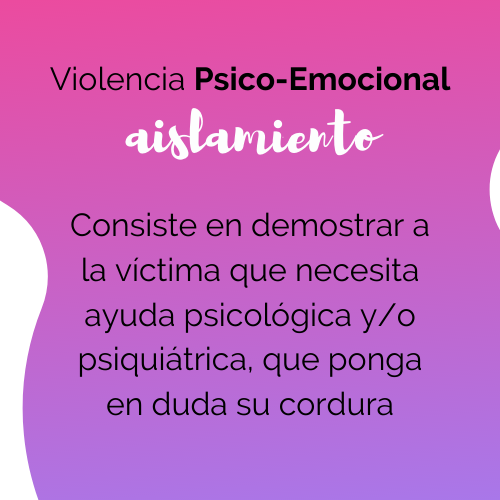 Violencia Psico-Emocional
aislamiento
Consiste en demostrar a
la víctima que necesita
ayuda psicológica y/o
psiquiátrica, que ponga
en duda su cordura